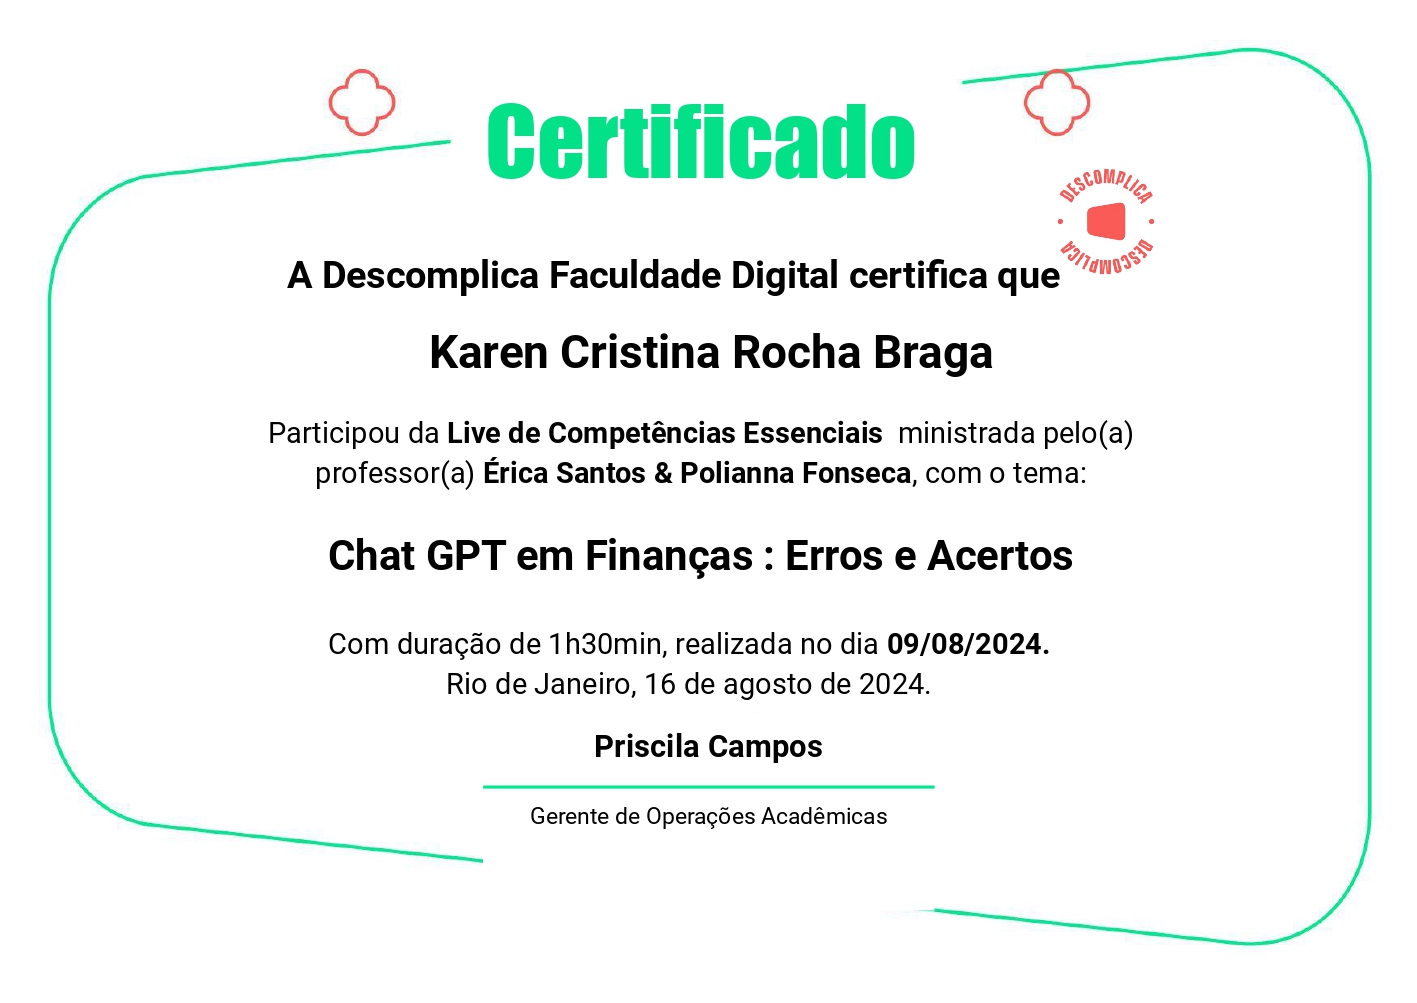 Certificado
DESCOMPLICA
DESCOMPLICA
A Descomplica Faculdade Digital certifica que
Karen Cristina Rocha Braga
Participou da Live de Competências Essenciais ministrada pelo(a)
professor(a) Érica Santos & Polianna Fonseca, com o tema:
Chat GPT em Finanças : Erros e Acertos
Com duração de 1h30min, realizada no dia 09/08/2024.
Rio de Janeiro, 16 de agosto de 2024.
Priscila Campos
Gerente de Operações Acadêmicas